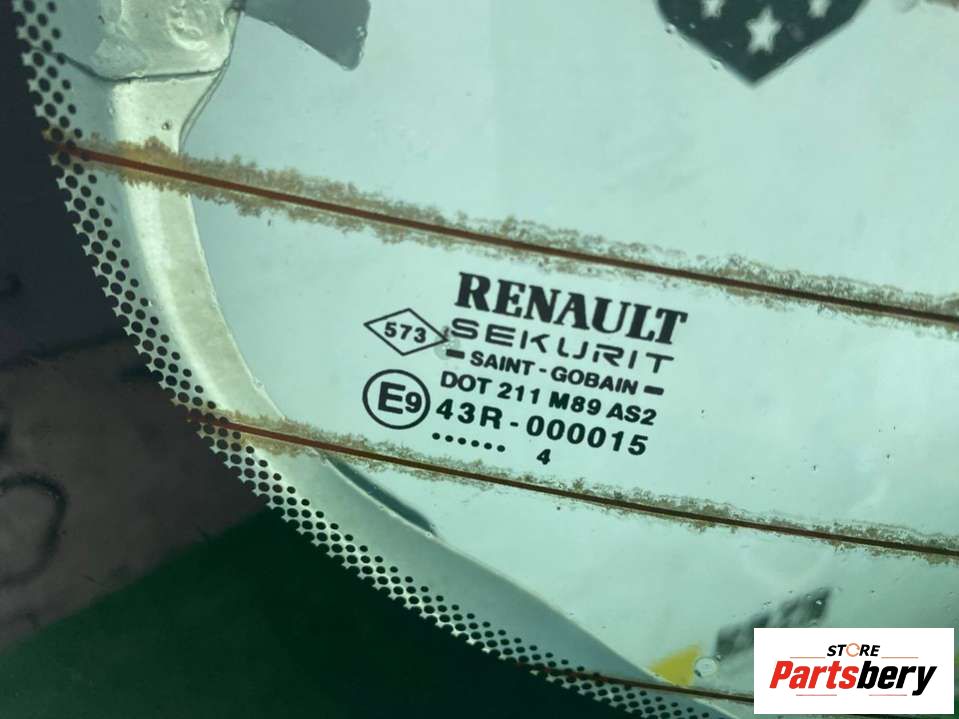 RENAULT
573
SEKURIT
SAINT - GOBAIN
DOT 211 M89 AS2
E9
43R - 000015
...... 4
STORE
Partsbery